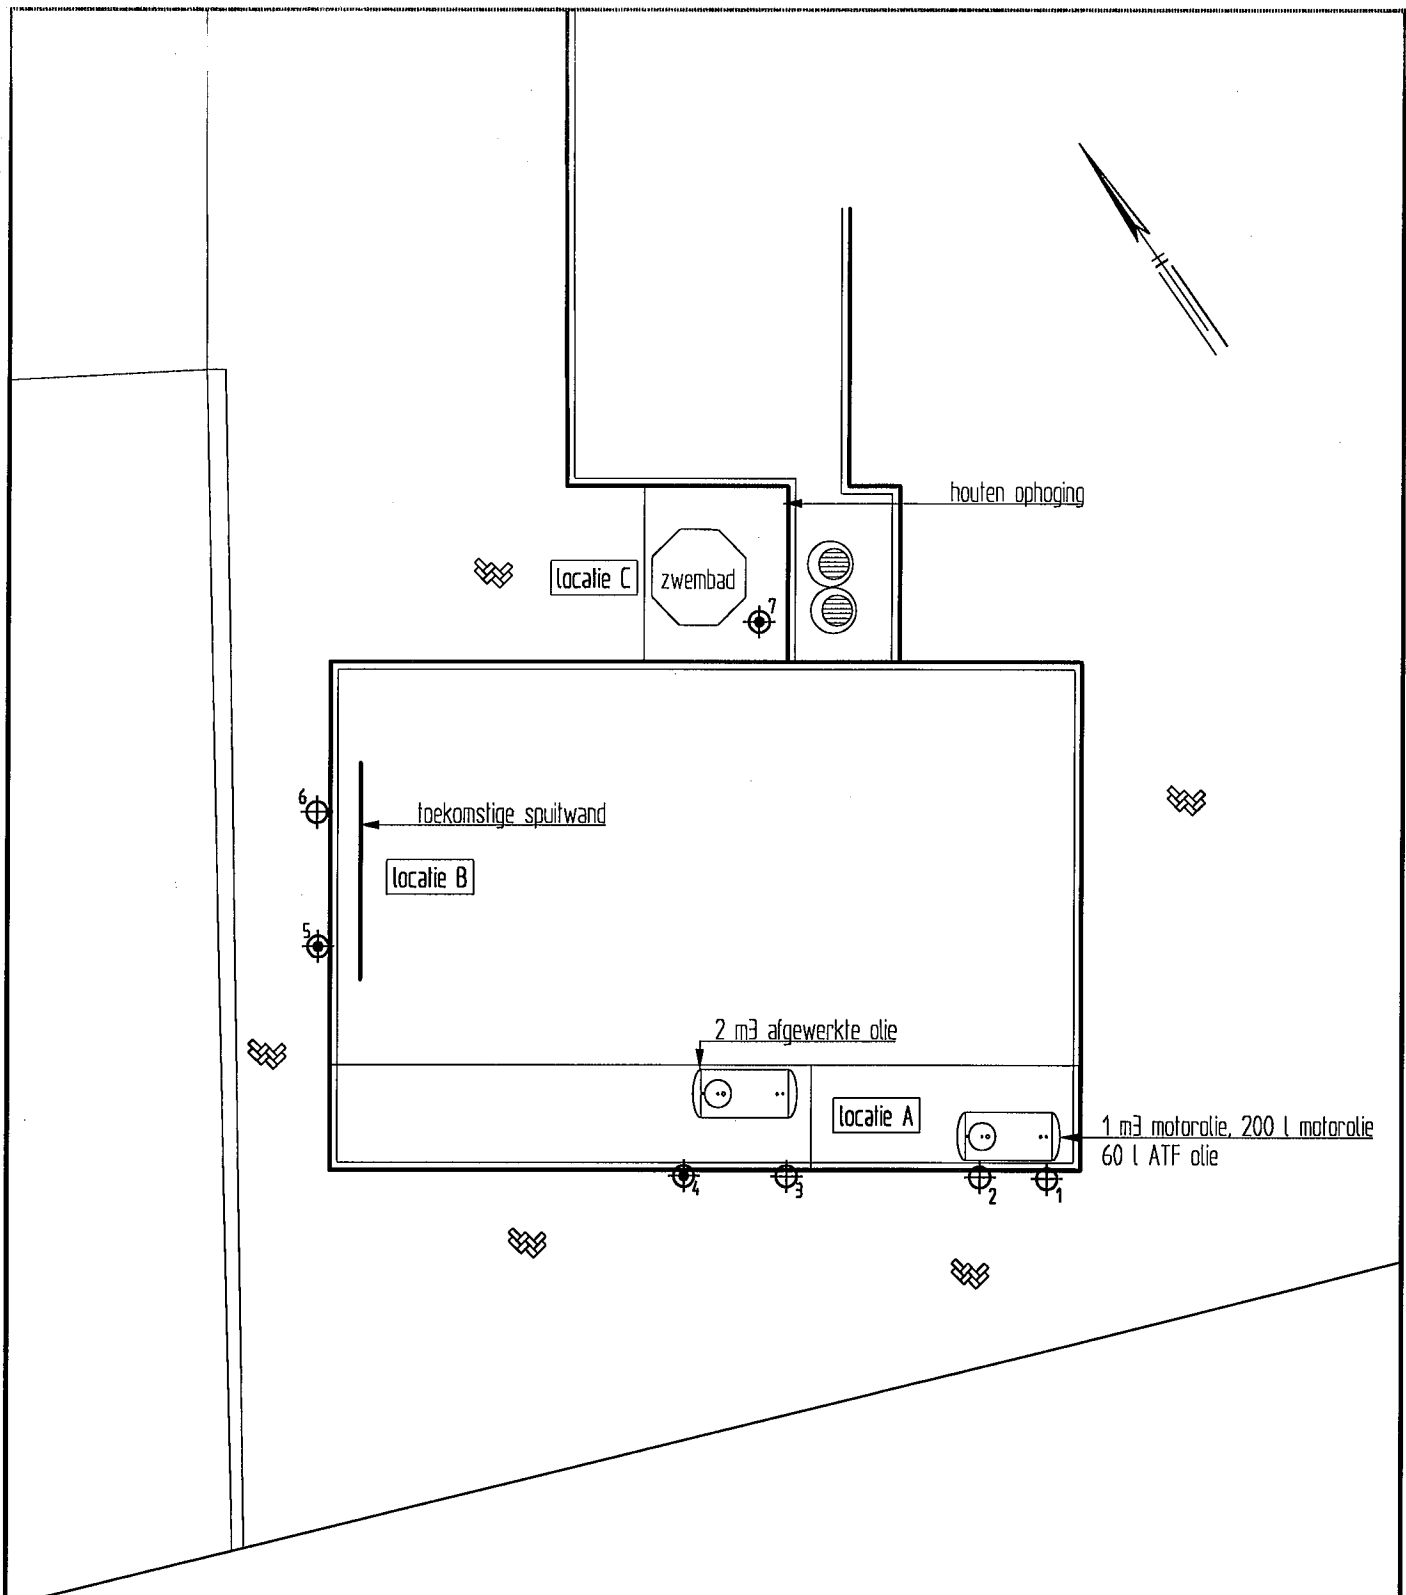 houten ophoging
locatie C
zwembad
7
6
toekomstige spuitwand
locatie B
5
2 m3 afgewerkte olie
locatie A
1 m3 motorolie, 200 l motorolie
60 l ATF olie
4
3
2
1